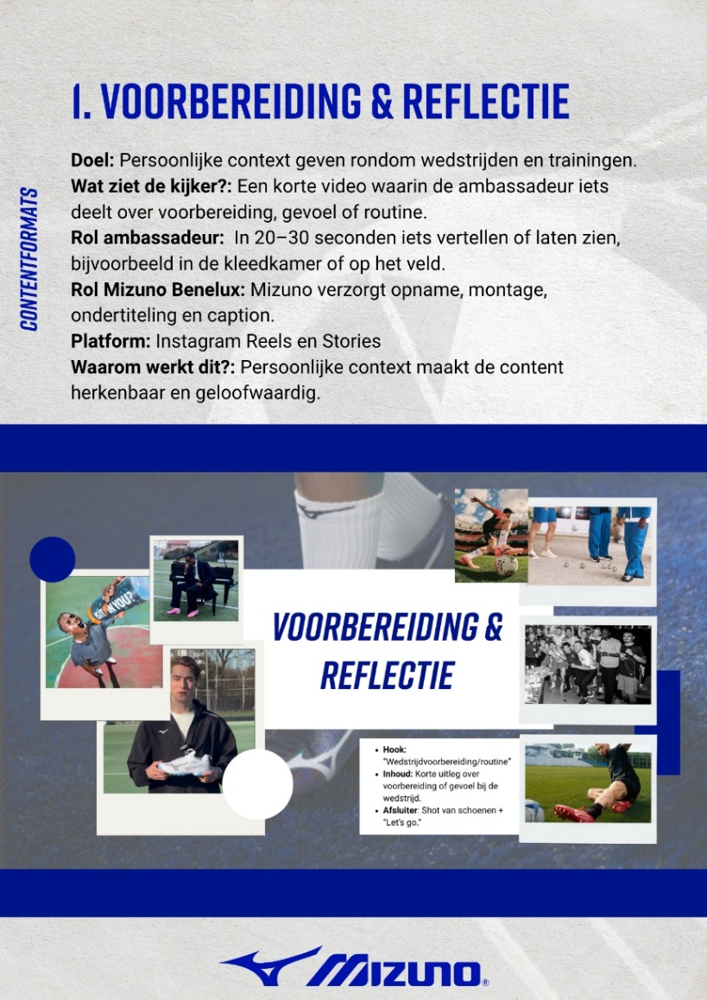 1. VOORBEREIDING & REFLECTIE
Doel: Persoonlijke context geven rondom wedstrijden en trainingen.
Wat ziet de kijker?: Een korte video waarin de ambassadeur iets
deelt over voorbereiding, gevoel of routine.
Rol ambassadeur: In 20–30 seconden iets vertellen of laten zien,
bijvoorbeeld in de kleedkamer of op het veld.
Rol Mizuno Benelux: Mizuno verzorgt opname, montage,
ondertiteling en caption.
Platform: Instagram Reels en Stories
Waarom werkt dit?: Persoonlijke context maakt de content
herkenbaar en geloofwaardig.
CONTENTFORMATS
IN YOU?
VOORBEREIDING &
REFLECTIE
• Hook:
"Wedstrijdvoorbereiding/routine"
• Inhoud: Korte uitleg over
voorbereiding of gevoel bij de
wedstrijd.
• Afsluiter: Shot van schoenen +
"Let's go."
MIZUNO®